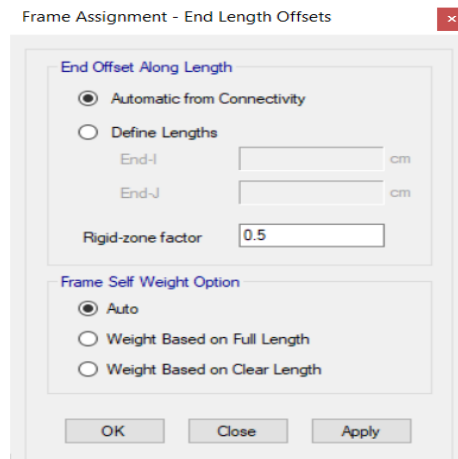 Frame Assignment - End Length Offsets
×
End Offset Along Length
Automatic from Connectivity
Define Lengths
End-I cm
End-J cm
Rigid-zone factor 0.5
Frame Self Weight Option
Auto
Weight Based on Full Length
Weight Based on Clear Length
OK Close Apply